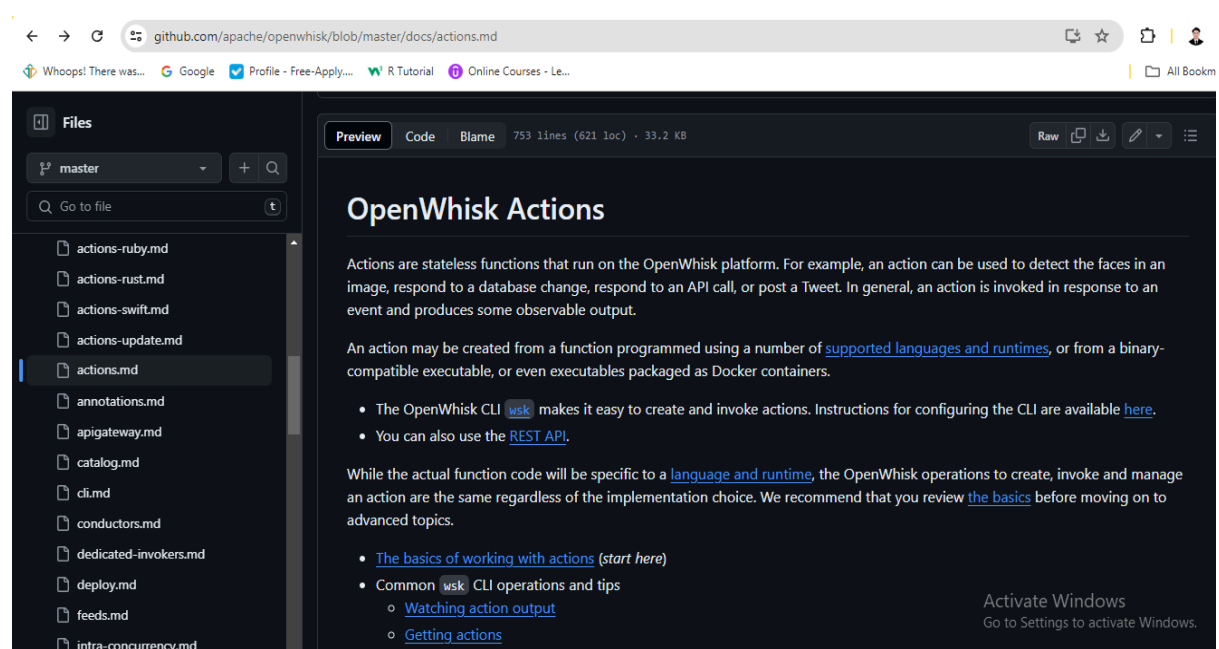 github.com/apache/openwhisk/blob/master/docs/actions.md
Whoops! There was... Google Profile - Free-Apply.... R Tutorial Online Courses - Le... All Bookm
Files
master
Go to file t
actions-ruby.md
actions-rust.md
actions-swift.md
actions-update.md
actions.md
annotations.md
apigateway.md
catalog.md
cli.md
conductors.md
dedicated-invokers.md
deploy.md
feeds.md
intra-concurrency.md
Preview Code Blame 753 lines (621 loc) · 33.2 KB Raw
OpenWhisk Actions
Actions are stateless functions that run on the OpenWhisk platform. For example, an action can be used to detect the faces in an
image, respond to a database change, respond to an API call, or post a Tweet. In general, an action is invoked in response to an
event and produces some observable output.
An action may be created from a function programmed using a number of supported languages and runtimes, or from a binary-
compatible executable, or even executables packaged as Docker containers.
• The OpenWhisk CLI wsk makes it easy to create and invoke actions. Instructions for configuring the CLI are available here.
• You can also use the REST API.
While the actual function code will be specific to a language and runtime, the OpenWhisk operations to create, invoke and manage
an action are the same regardless of the implementation choice. We recommend that you review the basics before moving on to
advanced topics.
• The basics of working with actions (start here)
• Common wsk CLI operations and tips
○ Watching action output
○ Getting actions
Activate Windows
Go to Settings to activate Windows.